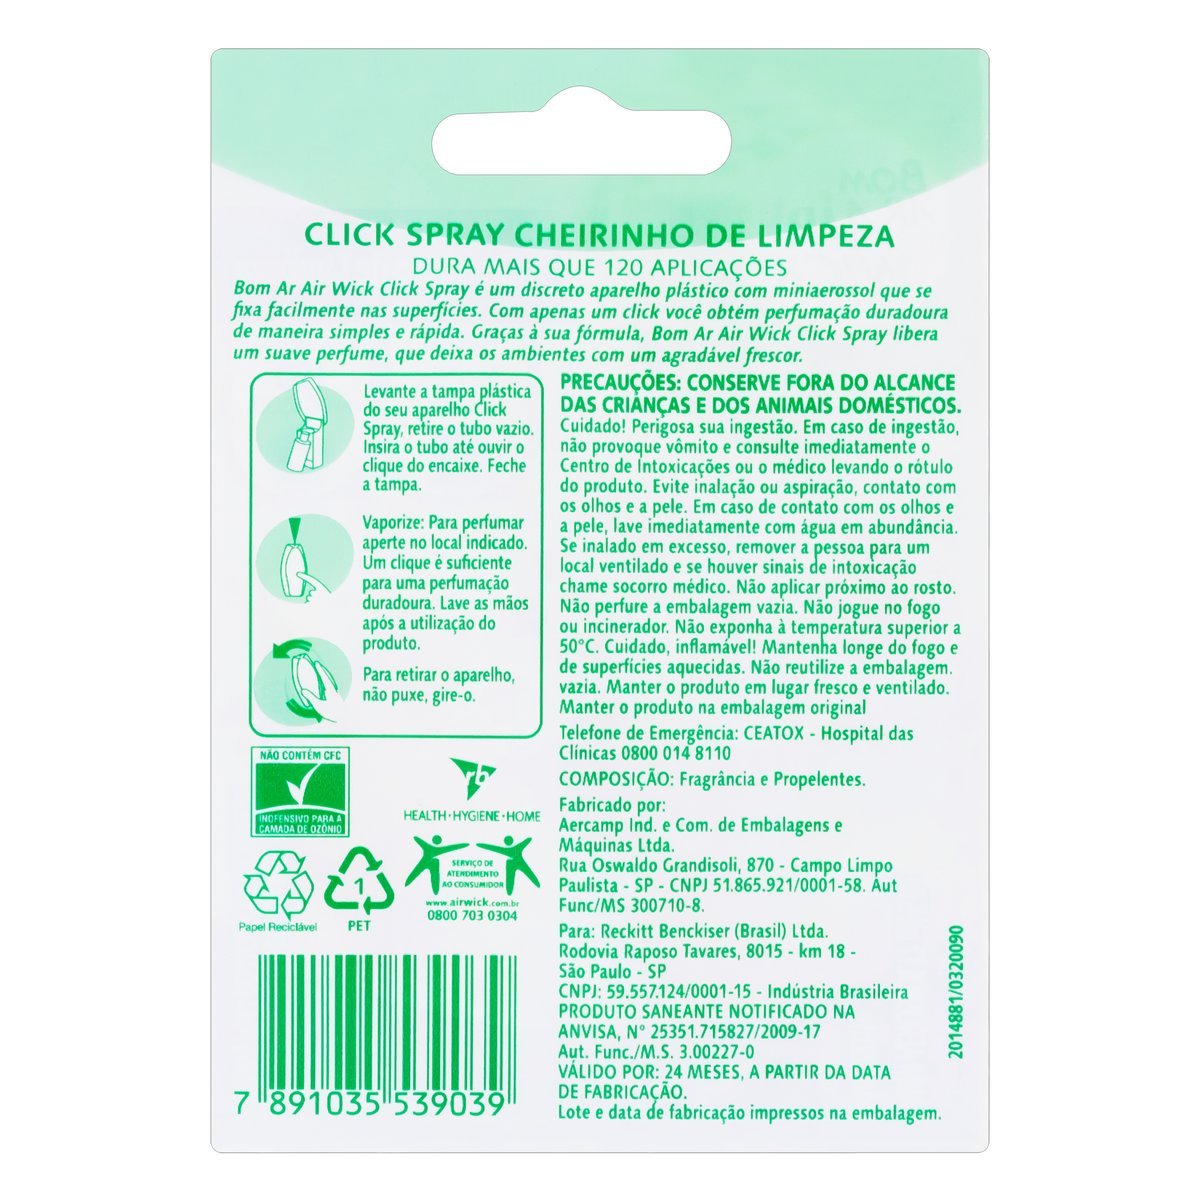 CLICK SPRAY CHEIRINHO DE LIMPEZA
DURA MAIS QUE 120 APLICAÇÕES
Bom Ar Air Wick Click Spray é um discreto aparelho plástico com miniaerossol que se
fixa facilmente nas superfícies. Com apenas um click você obtém perfumação duradoura
de maneira simples e rápida. Graças à sua fórmula, Bom Ar Air Wick Click Spray libera
um suave perfume, que deixa os ambientes com um agradável frescor.
Levante a tampa plástica
do seu aparelho Click
Spray, retire o tubo vazio.
Insira o tubo até ouvir o
clique do encaixe. Feche
a tampa.
Vaporize: Para perfumar
aperte no local indicado.
Um clique é suficiente
para uma perfumação
duradoura. Lave as mãos
após a utilização do
produto.
Para retirar o aparelho,
não puxe, gire-o.
NÃO CONTÉM CFC
INOFENSIVO PARA A
CAMADA DE OZÔNIO
rb
HEALTH • HYGIENE • HOME
Papel Reciclável
1
PET
SERVIÇO DE
ATENDIMENTO
AO CONSUMIDOR
www.airwick.com.br
0800 703 0304
7 891035 539039
PRECAUÇÕES: CONSERVE FORA DO ALCANCE
DAS CRIANÇAS E DOS ANIMAIS DOMÉSTICOS.
Cuidado! Perigosa sua ingestão. Em caso de ingestão,
não provoque vômito e consulte imediatamente o
Centro de Intoxicações ou o médico levando o rótulo
do produto. Evite inalação ou aspiração, contato com
os olhos e a pele. Em caso de contato com os olhos e
a pele, lave imediatamente com água em abundância.
Se inalado em excesso, remover a pessoa para um
local ventilado e se houver sinais de intoxicação
chame socorro médico. Não aplicar próximo ao rosto.
Não perfure a embalagem vazia. Não jogue no fogo
ou incinerador. Não exponha à temperatura superior a
50°C. Cuidado, inflamável! Mantenha longe do fogo e
de superfícies aquecidas. Não reutilize a embalagem.
vazia. Manter o produto em lugar fresco e ventilado.
Manter o produto na embalagem original
Telefone de Emergência: CEATOX - Hospital das
Clínicas 0800 014 8110
COMPOSIÇÃO: Fragrância e Propelentes.
Fabricado por:
Aercamp Ind. e Com. de Embalagens e
Máquinas Ltda.
Rua Oswaldo Grandisoli, 870 - Campo Limpo
Paulista - SP - CNPJ 51.865.921/0001-58. Aut
Func/MS 300710-8.
Para: Reckitt Benckiser (Brasil) Ltda.
Rodovia Raposo Tavares, 8015 - km 18 -
São Paulo - SP
CNPJ: 59.557.124/0001-15 - Indústria Brasileira
PRODUTO SANEANTE NOTIFICADO NA
ANVISA, N° 25351.715827/2009-17
Aut. Func./M.S. 3.00227-0
VÁLIDO POR: 24 MESES, A PARTIR DA DATA
DE FABRICAÇÃO.
Lote e data de fabricação impressos na embalagem.
2014881/0320090